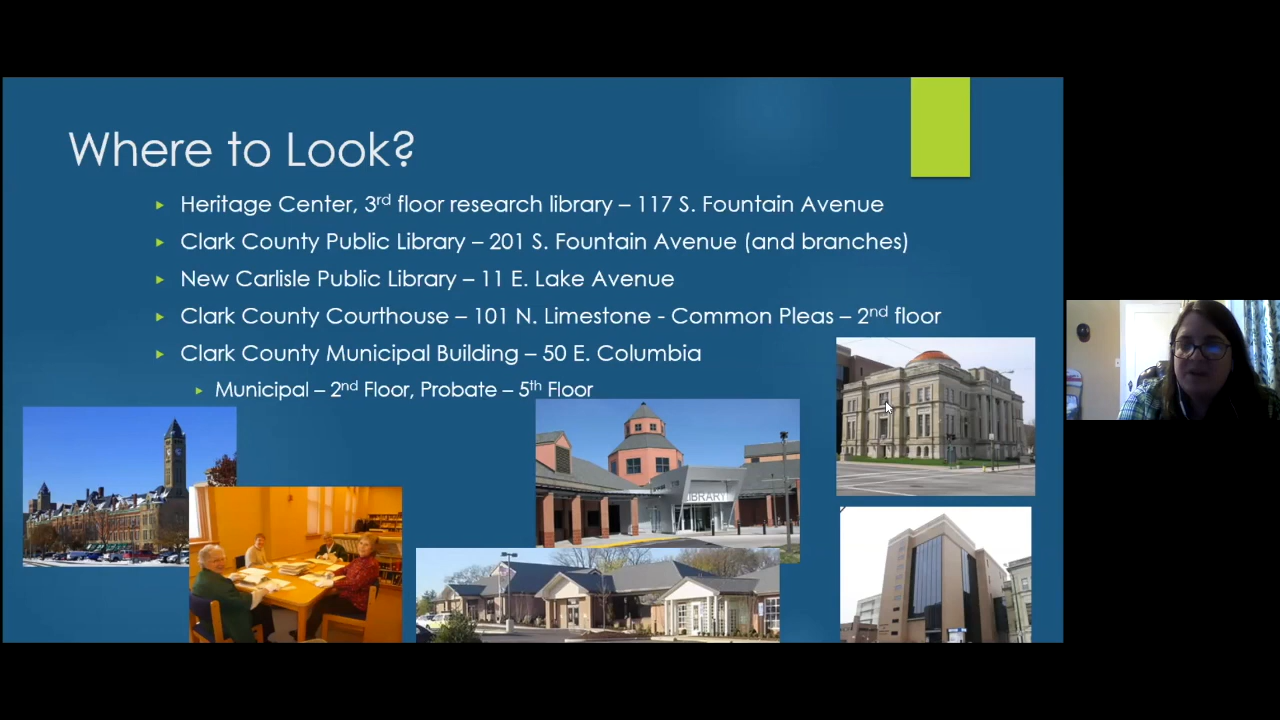 Where to Look?
Heritage Center, 3rd floor research library – 117 S. Fountain Avenue
Clark County Public Library – 201 S. Fountain Avenue (and branches)
New Carlisle Public Library – 11 E. Lake Avenue
Clark County Courthouse – 101 N. Limestone - Common Pleas – 2nd floor
Clark County Municipal Building – 50 E. Columbia
Municipal – 2nd Floor, Probate – 5th Floor
LIBRARY